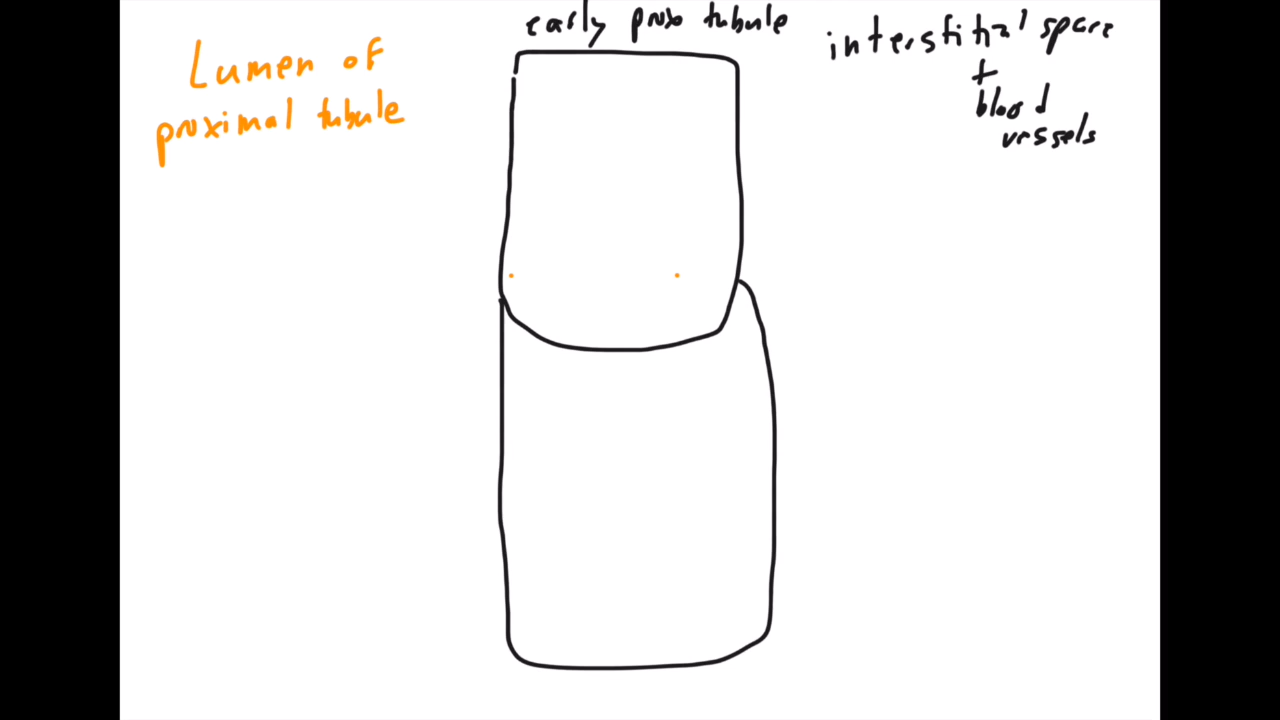 Lumen of
proximal tubule
early prox tubule
interstitial space
+
blood
vessels